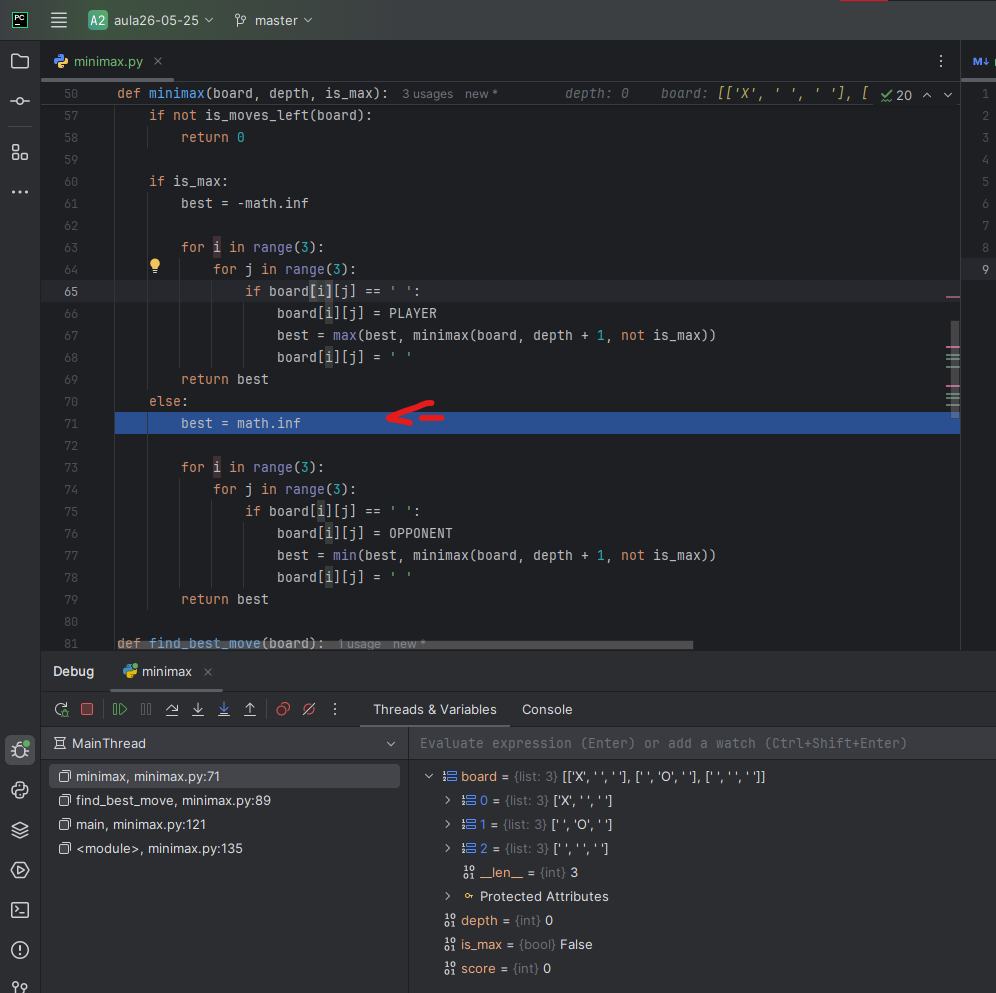 PC
A2 aula26-05-25 master
minimax.py
M↓
50 def minimax(board, depth, is_max): 3 usages new * depth: 0 board: [['X', ' ', ' '], [ 20
57 if not is_moves_left(board):
58 return 0
59
60 if is_max:
61 best = -math.inf
62
63 for i in range(3):
64 for j in range(3):
65 if board[i][j] == ' ':
66 board[i][j] = PLAYER
67 best = max(best, minimax(board, depth + 1, not is_max))
68 board[i][j] = ' '
69 return best
70 else:
71 best = math.inf
72
73 for i in range(3):
74 for j in range(3):
75 if board[i][j] == ' ':
76 board[i][j] = OPPONENT
77 best = min(best, minimax(board, depth + 1, not is_max))
78 board[i][j] = ' '
79 return best
80
81 def find_best_move(board): 1 usage new *
1
2
3
4
5
6
7
8
9
Debug minimax
Threads & Variables Console
MainThread
Evaluate expression (Enter) or add a watch (Ctrl+Shift+Enter)
minimax, minimax.py:71
find_best_move, minimax.py:89
main, minimax.py:121
<module>, minimax.py:135
board = {list: 3} [['X', ' ', ' '], [' ', 'O', ' '], [' ', ' ', ' ']]
0 = {list: 3} ['X', ' ', ' ']
1 = {list: 3} [' ', 'O', ' ']
2 = {list: 3} [' ', ' ', ' ']
__len__ = {int} 3
Protected Attributes
depth = {int} 0
is_max = {bool} False
score = {int} 0